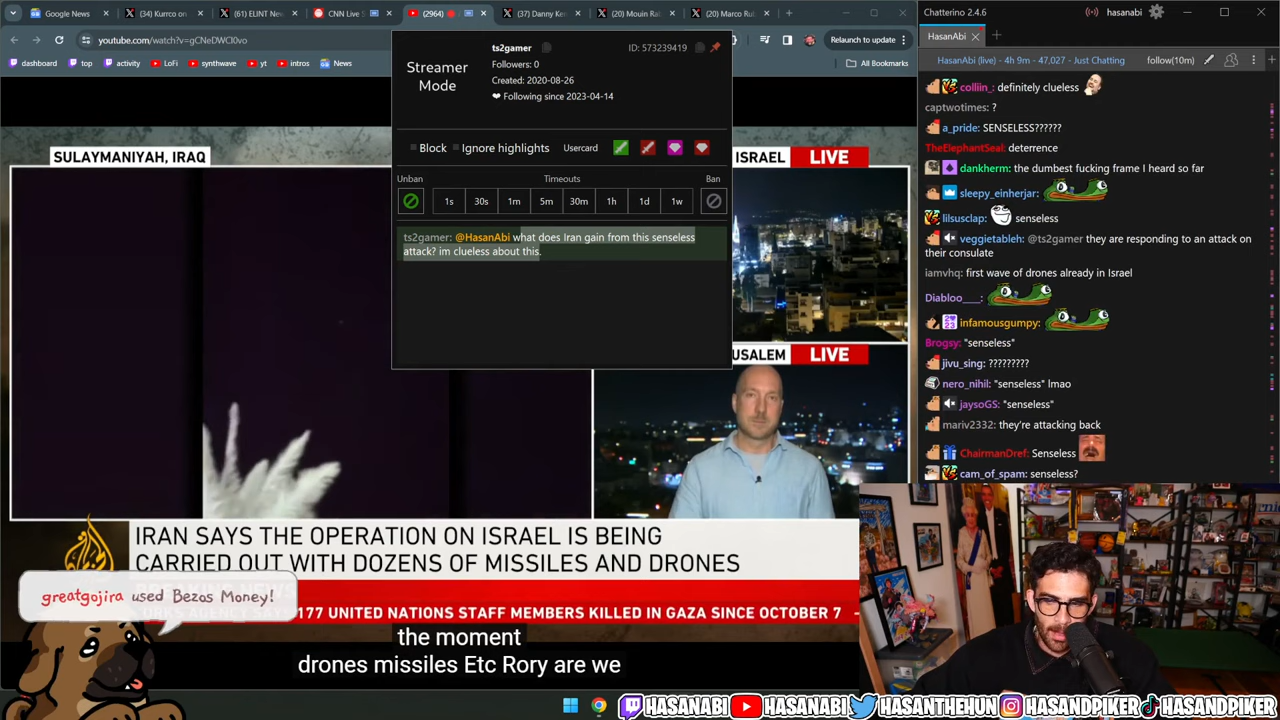 Google News
(34) Kurrco on
(61) ELINT New
CNN Live S
(2964)
(37) Danny Ken
(20) Mouin Ral
(20) Marco Rub
youtube.com/watch?v=gCNeDWCI0vo
Relaunch to update
dashboard
top
activity
LoFi
synthwave
yt
intros
News
All Bookmarks
Streamer
Mode
ts2gamer
ID: 573239419
Followers: 0
Created: 2020-08-26
❤ Following since 2023-04-14
Block
Ignore highlights
Usercard
Unban
Timeouts
Ban
1s
30s
1m
5m
30m
1h
1d
1w
ts2gamer: @HasanAbi what does Iran gain from this senseless
attack? im clueless about this.
SULAYMANIYAH, IRAQ
ISRAEL
LIVE
USALEM
LIVE
IRAN SAYS THE OPERATION ON ISRAEL IS BEING
CARRIED OUT WITH DOZENS OF MISSILES AND DRONES
177 UNITED NATIONS STAFF MEMBERS KILLED IN GAZA SINCE OCTOBER 7
greatgojira used Bezos Money!
the moment
drones missiles Etc Rory are we
Chatterino 2.4.6
hasanabi
HasanAbi
HasanAbi (live) - 4h 9m - 47,027 - Just Chatting
follow(10m)
colliin_: definitely clueless
captwotimes: ?
a_pride: SENSELESS??????
TheElephantSeal: deterrence
dankherm: the dumbest fucking frame I heard so far
sleepy_einherjar:
lilsusclap: senseless
veggietableh: @ts2gamer they are responding to an attack on
their consulate
iamvhq: first wave of drones already in Israel
Diabloo____:
infamousgumpy:
Brogsy: "senseless"
jivu_sing: ?????????
nero_nihil: "senseless" lmao
jaysoGS: "senseless"
mariv2332: they're attacking back
ChairmanDref: Senseless
cam_of_spam: senseless?
HASANABI
HASANABI
HASANTHEHUN
HASANDPIKER
HASANDPIKER